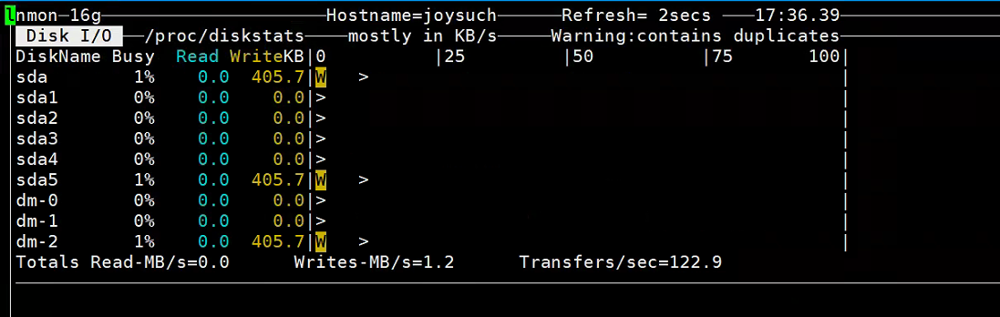 lnmon─16g─Hostname=joysuch─Refresh= 2secs ─17:36.39─
Disk I/O ─/proc/diskstats─mostly in KB/s─Warning:contains duplicates
DiskName Busy  Read WriteKB|0          |25         |50          |75       100|
sda         1%    0.0  405.7|W   >                                              |
sda1        0%    0.0    0.0|>                                                  |
sda2        0%    0.0    0.0|>                                                  |
sda3        0%    0.0    0.0|>                                                  |
sda4        0%    0.0    0.0|>                                                  |
sda5        1%    0.0  405.7|W   >                                              |
dm-0        0%    0.0    0.0|>                                                  |
dm-1        0%    0.0    0.0|>                                                  |
dm-2        1%    0.0  405.7|W   >                                              |
Totals Read-MB/s=0.0      Writes-MB/s=1.2      Transfers/sec=122.9